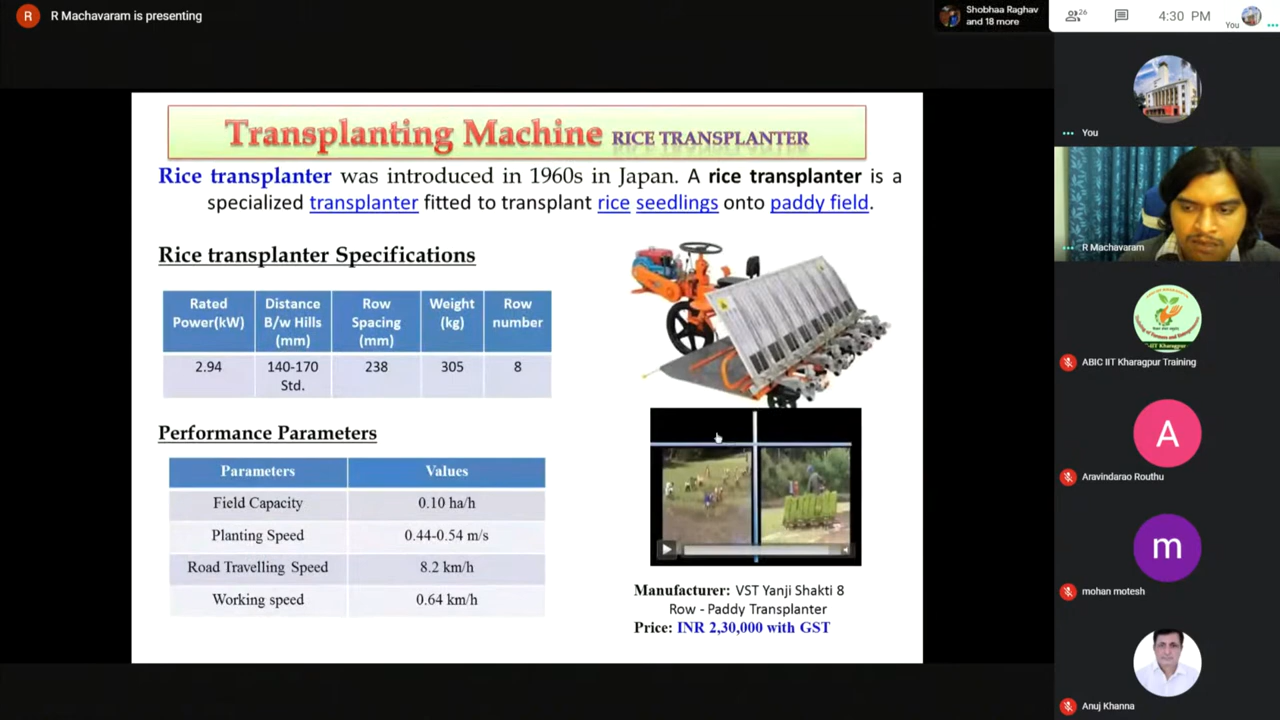 R R Machavaram is presenting
Shobhaa Raghav
and 18 more
26
4:30 PM
You
Transplanting Machine RICE TRANSPLANTER
Rice transplanter was introduced in 1960s in Japan. A rice transplanter is a
specialized transplanter fitted to transplant rice seedlings onto paddy field.
Rice transplanter Specifications
Rated Power(kW) Distance B/w Hills (mm) Row Spacing (mm) Weight (kg) Row number
2.94 140-170 Std. 238 305 8
Performance Parameters
Parameters Values
Field Capacity 0.10 ha/h
Planting Speed 0.44-0.54 m/s
Road Travelling Speed 8.2 km/h
Working speed 0.64 km/h
Manufacturer: VST Yanji Shakti 8
Row - Paddy Transplanter
Price: INR 2,30,000 with GST
You
R Machavaram
IIT Kharagpur
ABIC IIT Kharagpur Training
A
Aravindarao Routhu
m
mohan motesh
Anuj Khanna